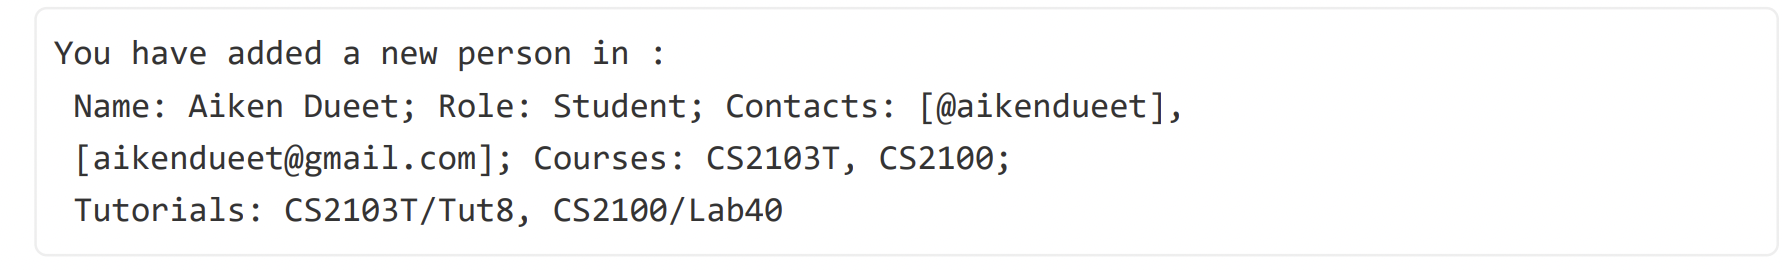 You have added a new person in :
Name: Aiken Dueet; Role: Student; Contacts: [@aikendueet],
[aikendueet@gmail.com]; Courses: CS2103T, CS2100;
Tutorials: CS2103T/Tut8, CS2100/Lab40